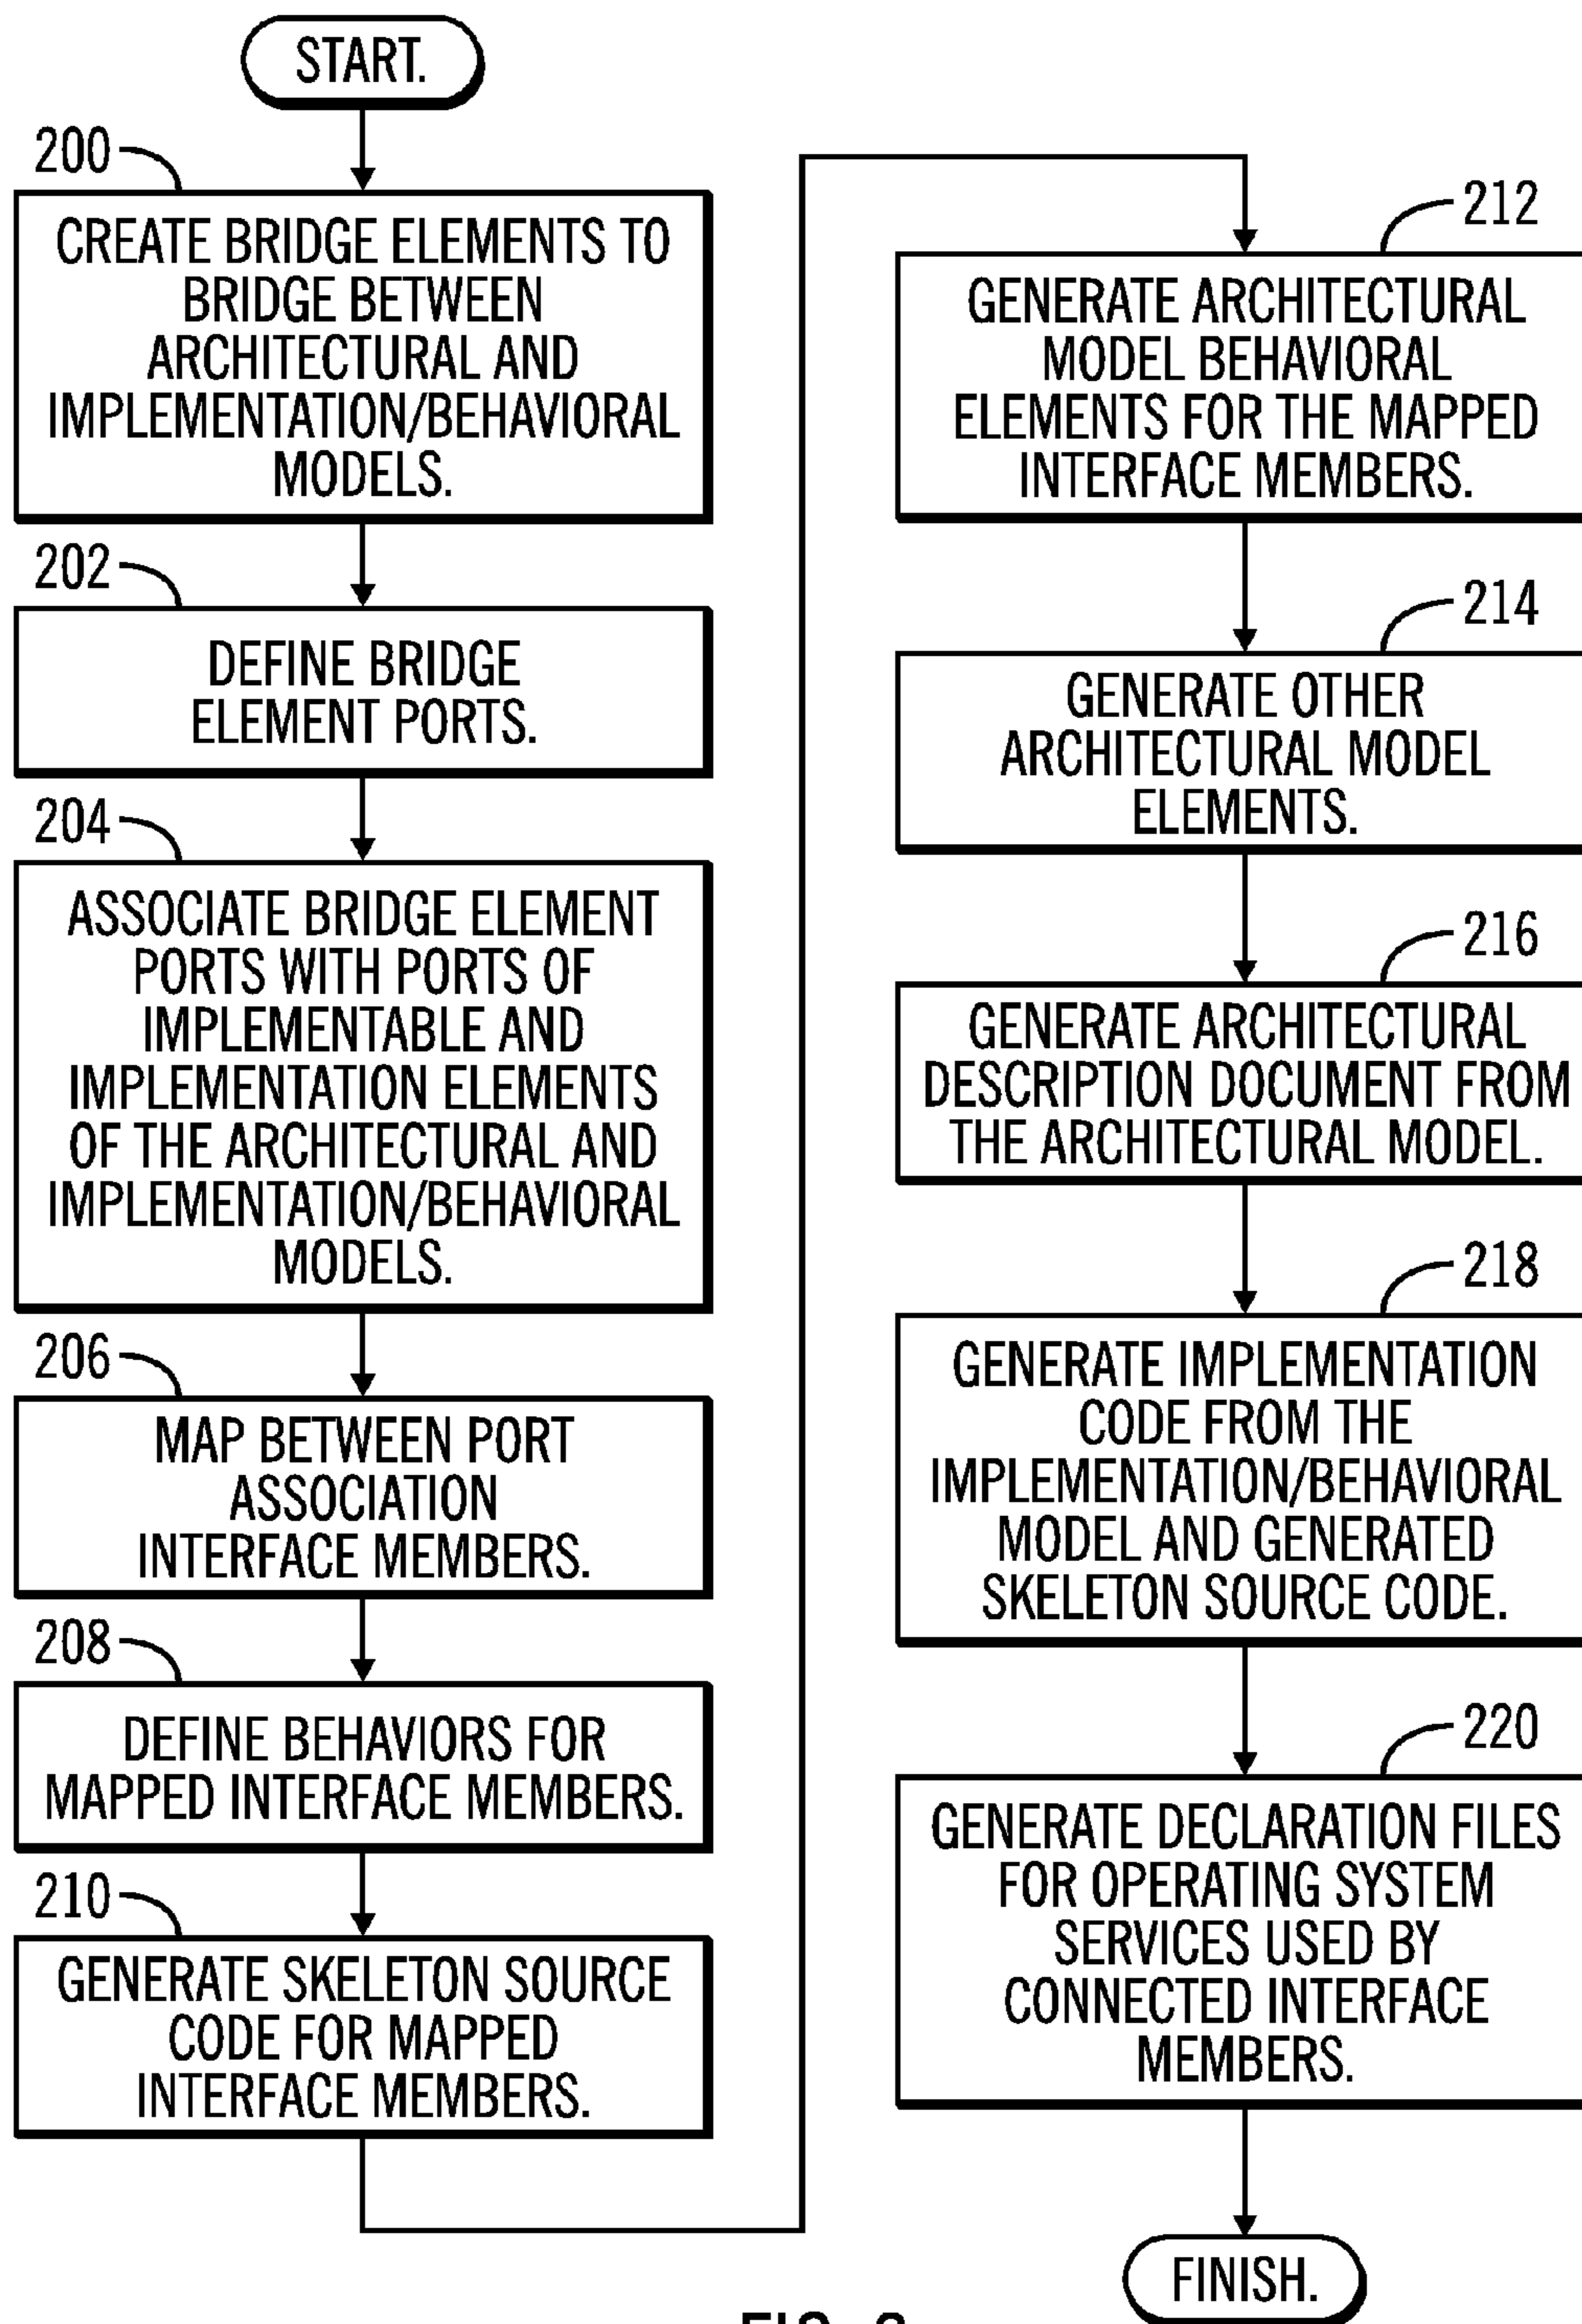 START.
200
CREATE BRIDGE ELEMENTS TO
BRIDGE BETWEEN
ARCHITECTURAL AND
IMPLEMENTATION/BEHAVIORAL
MODELS.
202
DEFINE BRIDGE
ELEMENT PORTS.
204
ASSOCIATE BRIDGE ELEMENT
PORTS WITH PORTS OF
IMPLEMENTABLE AND
IMPLEMENTATION ELEMENTS
OF THE ARCHITECTURAL AND
IMPLEMENTATION/BEHAVIORAL
MODELS.
206
MAP BETWEEN PORT
ASSOCIATION
INTERFACE MEMBERS.
208
DEFINE BEHAVIORS FOR
MAPPED INTERFACE MEMBERS.
210
GENERATE SKELETON SOURCE
CODE FOR MAPPED
INTERFACE MEMBERS.
212
GENERATE ARCHITECTURAL
MODEL BEHAVIORAL
ELEMENTS FOR THE MAPPED
INTERFACE MEMBERS.
214
GENERATE OTHER
ARCHITECTURAL MODEL
ELEMENTS.
216
GENERATE ARCHITECTURAL
DESCRIPTION DOCUMENT FROM
THE ARCHITECTURAL MODEL.
218
GENERATE IMPLEMENTATION
CODE FROM THE
IMPLEMENTATION/BEHAVIORAL
MODEL AND GENERATED
SKELETON SOURCE CODE.
220
GENERATE DECLARATION FILES
FOR OPERATING SYSTEM
SERVICES USED BY
CONNECTED INTERFACE
MEMBERS.
FINISH.
FIG.